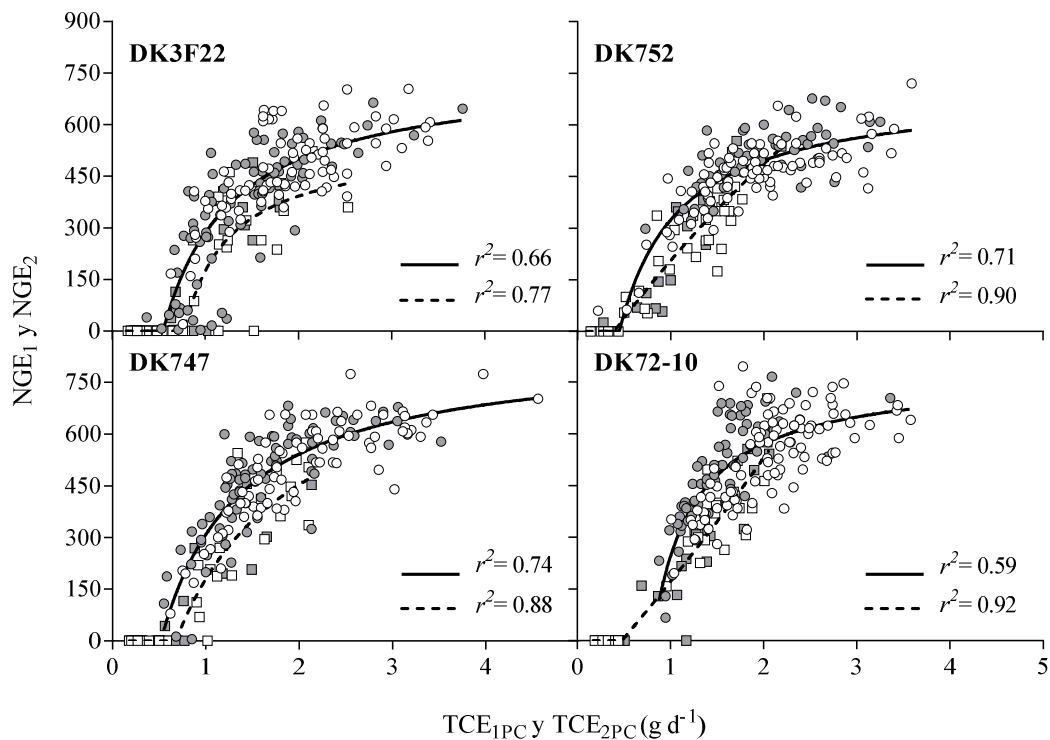 900
750
600
450
300
150
0
DK3F22
r² = 0.66
r² = 0.77
DK752
r² = 0.71
r² = 0.90
750
600
450
300
150
0
DK747
r² = 0.74
r² = 0.88
DK72-10
r² = 0.59
r² = 0.92
0 1 2 3 4 0 1 2 3 4 5
NGE₁ y NGE₂
TCE₁PC y TCE₂PC (g d⁻¹)